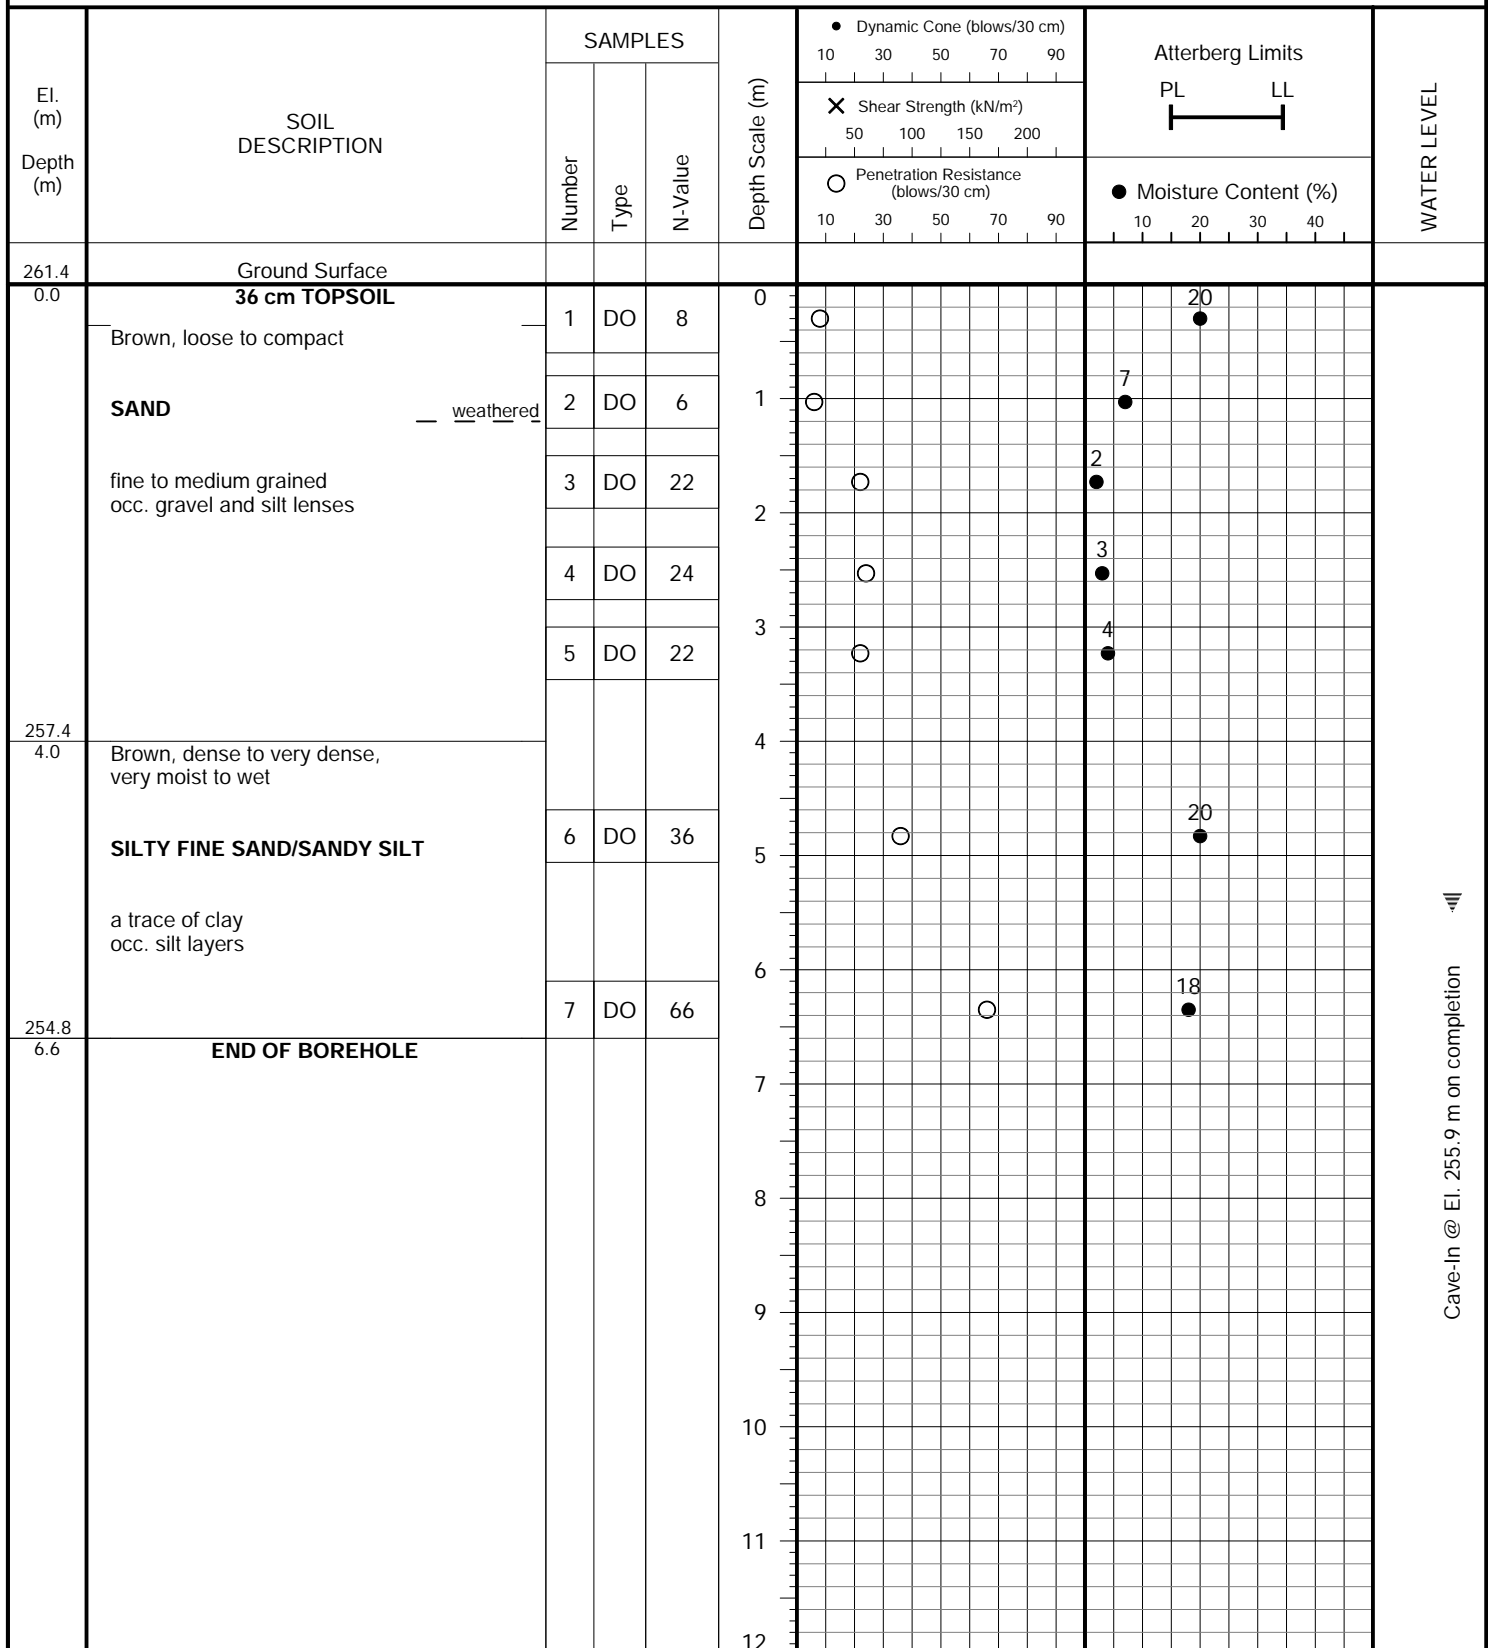 El.
(m)
Depth
(m)
SOIL
DESCRIPTION
SAMPLES
Number
Type
N-Value
Depth Scale (m)
Dynamic Cone (blows/30 cm)
10 30 50 70 90
Shear Strength (kN/m²)
50 100 150 200
Penetration Resistance
(blows/30 cm)
10 30 50 70 90
Atterberg Limits
PL LL
Moisture Content (%)
10 20 30 40
WATER LEVEL
261.4 Ground Surface
0.0 36 cm TOPSOIL 0 20
1 DO 8
Brown, loose to compact
7
SAND weathered 2 DO 6 1
2
fine to medium grained 3 DO 22
occ. gravel and silt lenses
2
3
4 DO 24
3 4
5 DO 22
257.4
4.0 Brown, dense to very dense, 4
very moist to wet
20
6 DO 36
SILTY FINE SAND/SANDY SILT 5
a trace of clay
occ. silt layers
6
18
7 DO 66
254.8
6.6 END OF BOREHOLE
7
8
9
10
11
12
Cave-In @ El. 255.9 m on completion